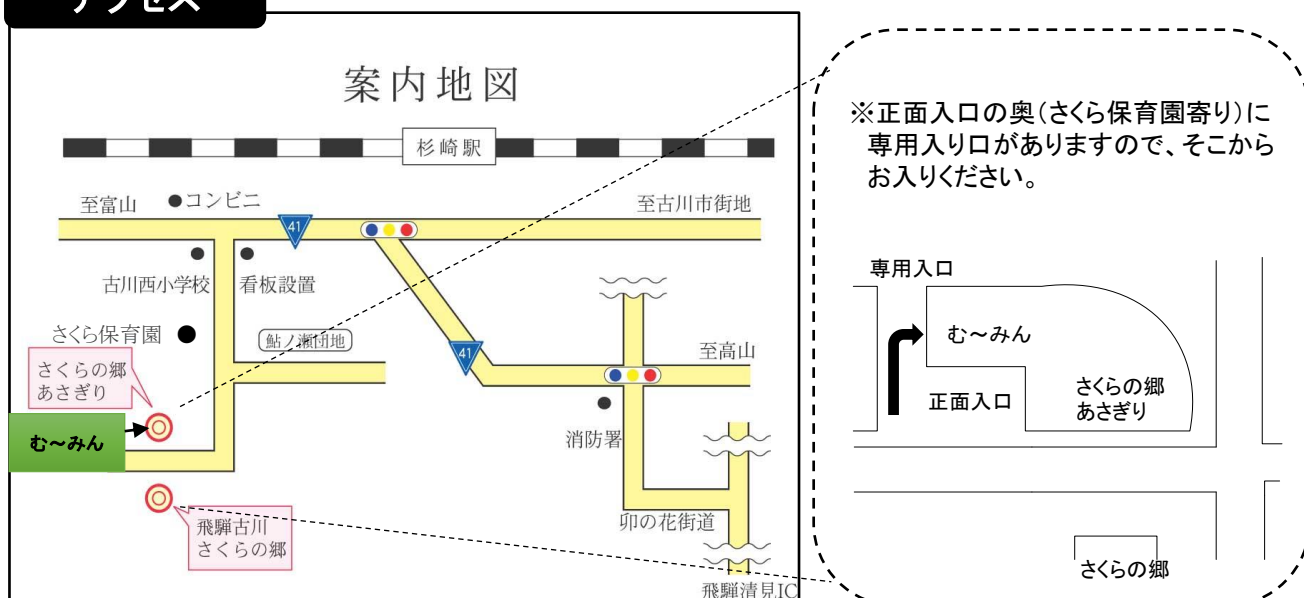 アクセス
案内地図
杉崎駅
至富山
●コンビニ
41
至古川市街地
古川西小学校
看板設置
さくら保育園
鮎ノ瀬団地
41
至高山
さくらの郷
あさぎり
む～みん
消防署
卯の花街道
飛騨古川
さくらの郷
飛騨清見IC
※正面入口の奥(さくら保育園寄り)に
専用入り口がありますので、そこから
お入りください。
専用入口
む～みん
正面入口
さくらの郷
あさぎり
さくらの郷